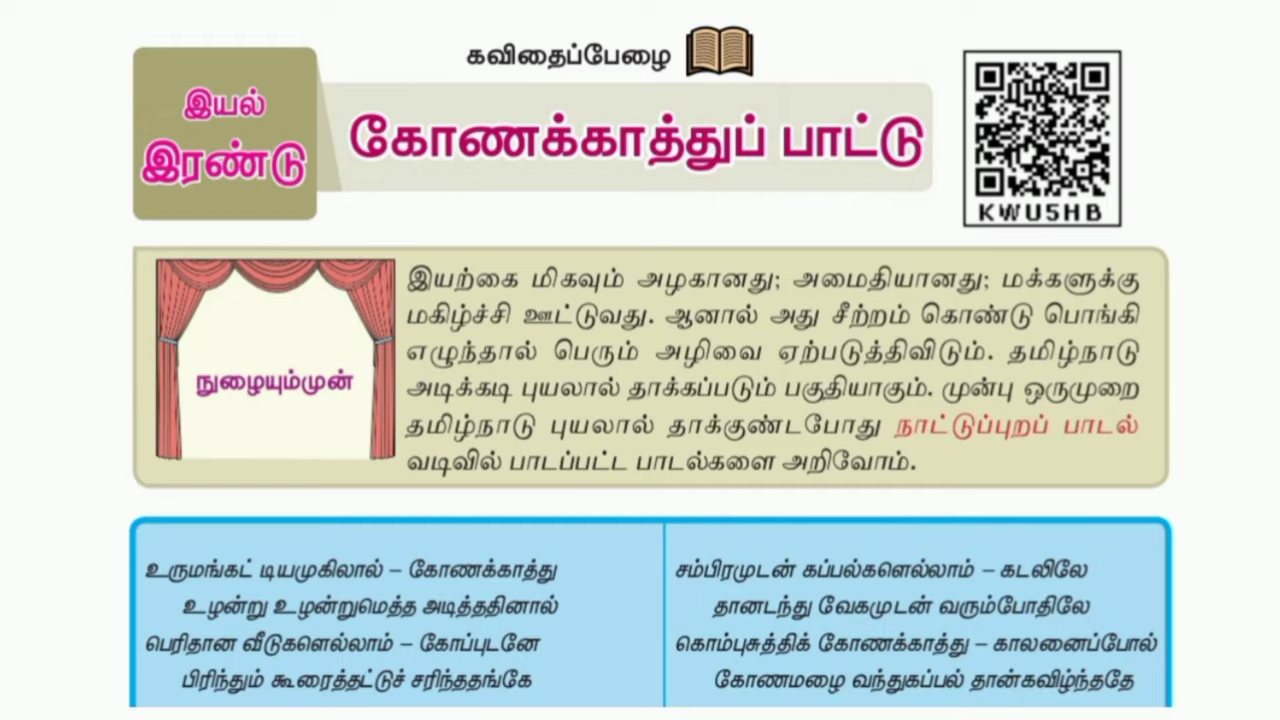 கவிதைப்பேழை
இயல்
இரண்டு
கோணக்காத்துப் பாட்டு
KWU5HB
நுழையும்முன்
இயற்கை மிகவும் அழகானது; அமைதியானது; மக்களுக்கு
மகிழ்ச்சி ஊட்டுவது. ஆனால் அது சீற்றம் கொண்டு பொங்கி
எழுந்தால் பெரும் அழிவை ஏற்படுத்திவிடும். தமிழ்நாடு
அடிக்கடி புயலால் தாக்கப்படும் பகுதியாகும். முன்பு ஒருமுறை
தமிழ்நாடு புயலால் தாக்குண்டபோது நாட்டுப்புறப் பாடல்
வடிவில் பாடப்பட்ட பாடல்களை அறிவோம்.
உருமங்கட் டியமுகிலால் – கோணக்காத்து
உழன்று உழன்றுமெத்த அடித்ததினால்
பெரிதான வீடுகளெல்லாம் – கோப்புடனே
பிரிந்தும் கூரைத்தட்டுச் சரிந்ததங்கே
சம்பிரமுடன் கப்பல்களெல்லாம் – கடலிலே
தானடந்து வேகமுடன் வரும்போதிலே
கொம்புசுத்திக் கோணக்காத்து – காலனைப்போல்
கோணமழை வந்துகப்பல் தான்கவிழ்ந்ததே